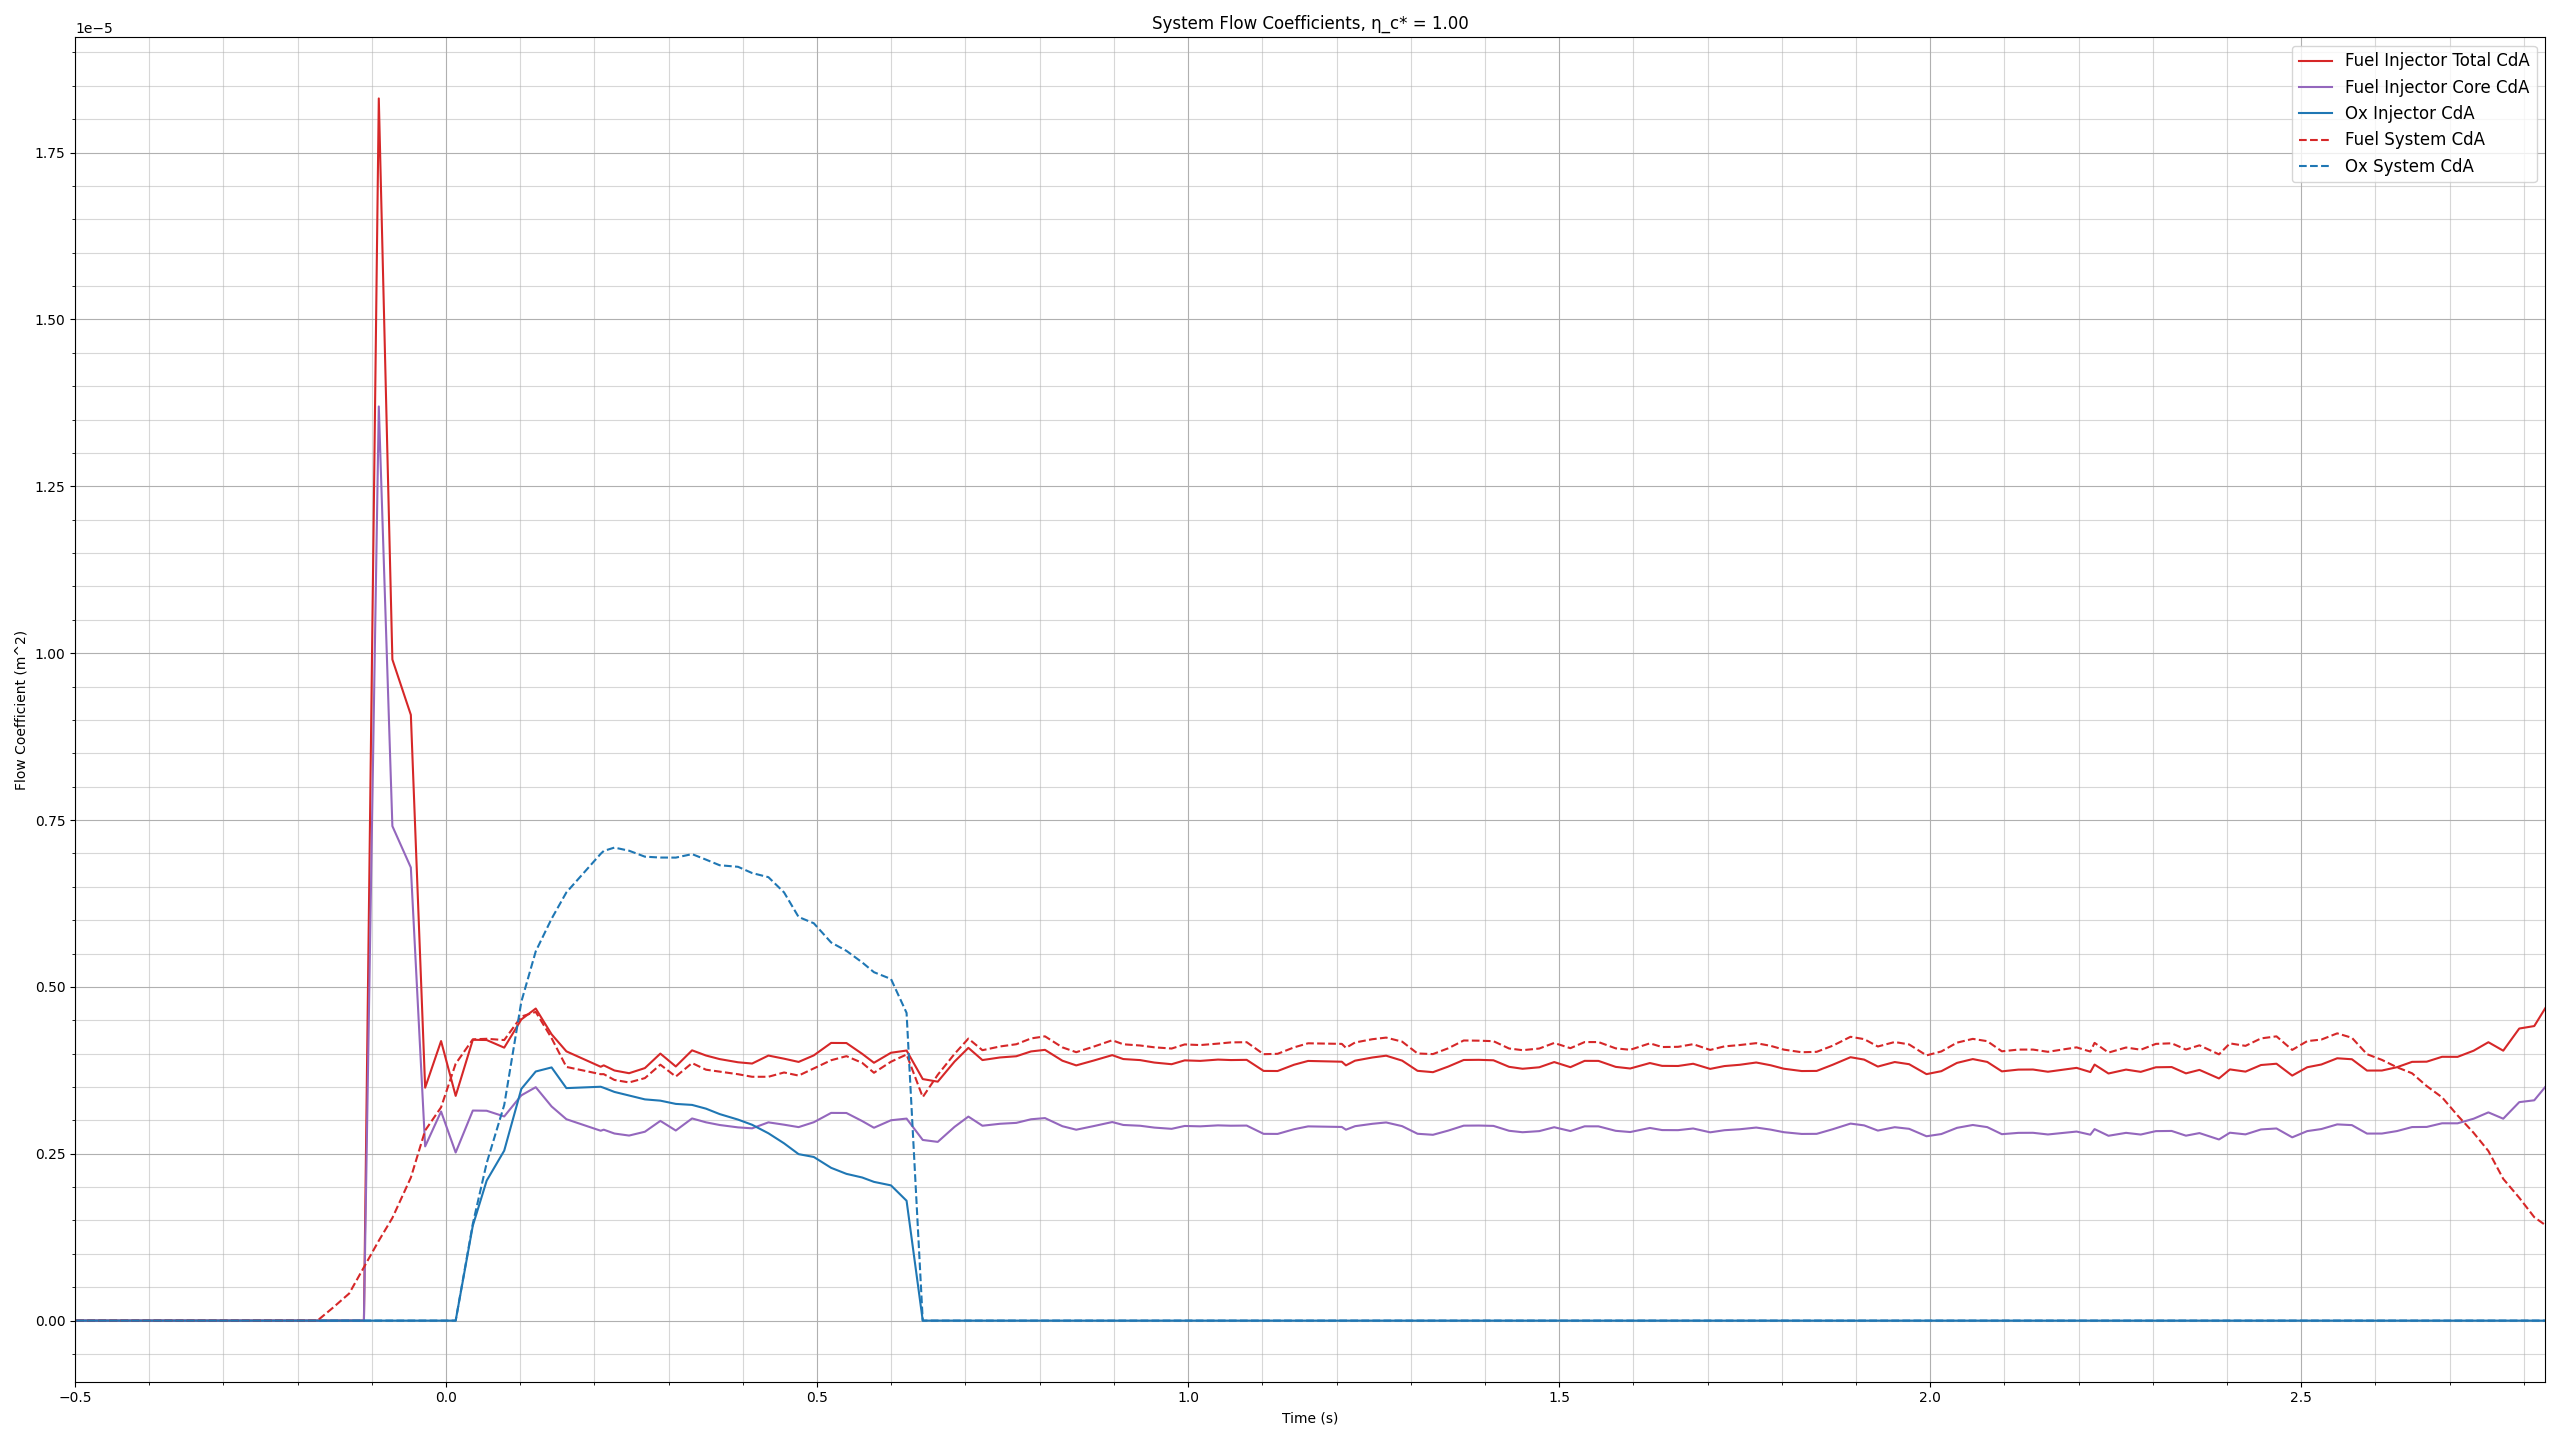 System Flow Coefficients, η_c* = 1.00
1e−5
Fuel Injector Total CdA
Fuel Injector Core CdA
Ox Injector CdA
Fuel System CdA
Ox System CdA
1.75
1.50
1.25
1.00
0.75
0.50
0.25
0.00
Flow Coefficient (m^2)
−0.5
0.0
0.5
1.0
1.5
2.0
2.5
Time (s)